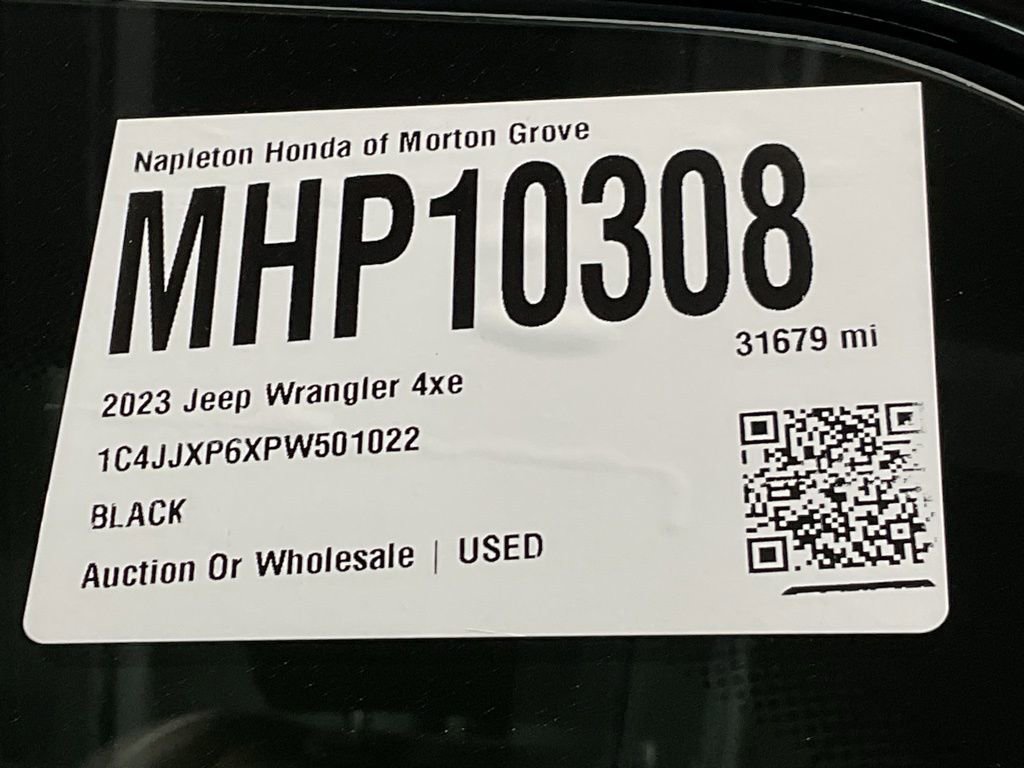 Napleton Honda of Morton Grove
MHP10308
31679 mi
2023 Jeep Wrangler 4xe
1C4JJXP6XPW501022
BLACK
Auction Or Wholesale | USED